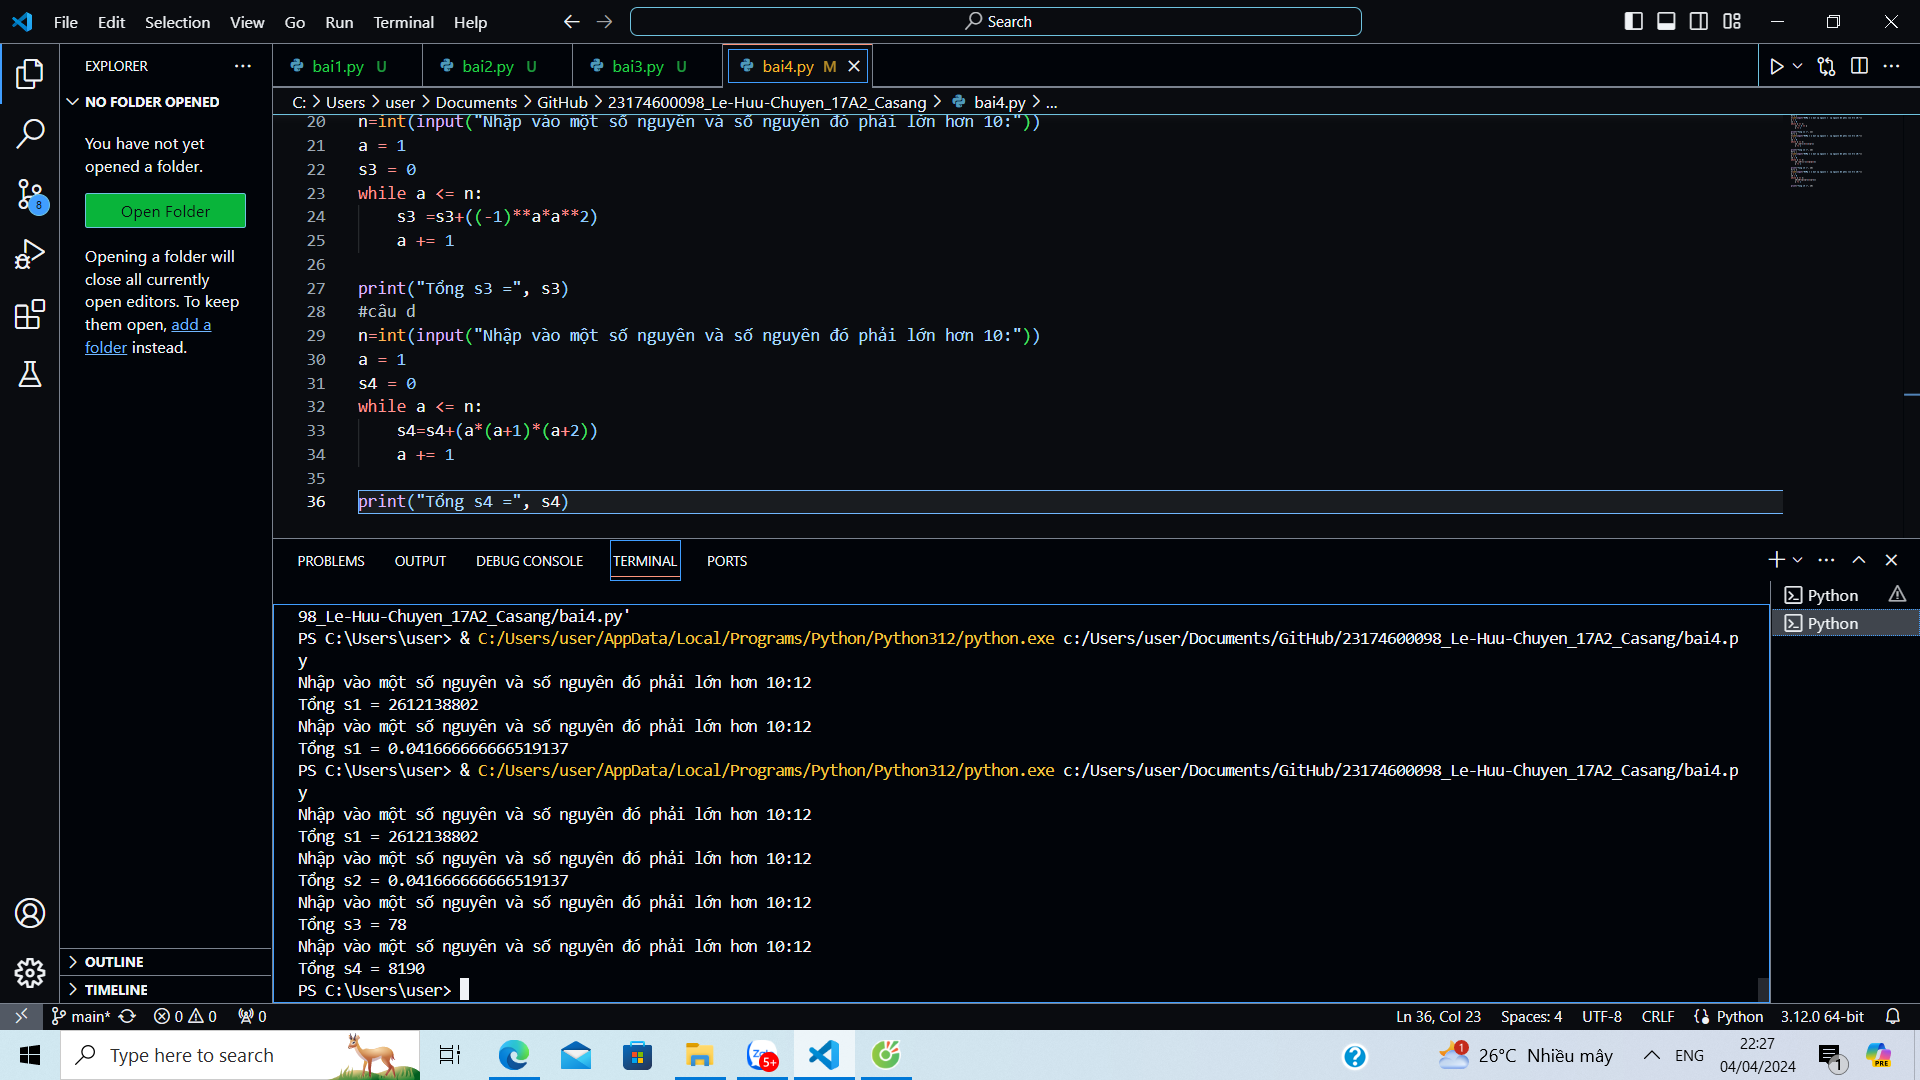 File Edit Selection View Go Run Terminal Help
Search
EXPLORER
NO FOLDER OPENED
You have not yet
opened a folder.
Open Folder
Opening a folder will
close all currently
open editors. To keep
them open, add a
folder instead.
OUTLINE
TIMELINE
8
bai1.py U
bai2.py U
bai3.py U
bai4.py M
C: > Users > user > Documents > GitHub > 23174600098_Le-Huu-Chuyen_17A2_Casang > bai4.py > ...
20 n=int(input("Nhập vào một số nguyên và số nguyên đó phải lớn hơn 10:"))
21 a = 1
22 s3 = 0
23 while a <= n:
24 s3 =s3+((-1)**a*a**2)
25 a += 1
26
27 print("Tổng s3 =", s3)
28 #câu d
29 n=int(input("Nhập vào một số nguyên và số nguyên đó phải lớn hơn 10:"))
30 a = 1
31 s4 = 0
32 while a <= n:
33 s4=s4+(a*(a+1)*(a+2))
34 a += 1
35
36 print("Tổng s4 =", s4)
PROBLEMS OUTPUT DEBUG CONSOLE TERMINAL PORTS
98_Le-Huu-Chuyen_17A2_Casang/bai4.py'
PS C:\Users\user> & C:/Users/user/AppData/Local/Programs/Python/Python312/python.exe c:/Users/user/Documents/GitHub/23174600098_Le-Huu-Chuyen_17A2_Casang/bai4.p
y
Nhập vào một số nguyên và số nguyên đó phải lớn hơn 10:12
Tổng s1 = 2612138802
Nhập vào một số nguyên và số nguyên đó phải lớn hơn 10:12
Tổng s1 = 0.041666666666519137
PS C:\Users\user> & C:/Users/user/AppData/Local/Programs/Python/Python312/python.exe c:/Users/user/Documents/GitHub/23174600098_Le-Huu-Chuyen_17A2_Casang/bai4.p
y
Nhập vào một số nguyên và số nguyên đó phải lớn hơn 10:12
Tổng s1 = 2612138802
Nhập vào một số nguyên và số nguyên đó phải lớn hơn 10:12
Tổng s2 = 0.041666666666519137
Nhập vào một số nguyên và số nguyên đó phải lớn hơn 10:12
Tổng s3 = 78
Nhập vào một số nguyên và số nguyên đó phải lớn hơn 10:12
Tổng s4 = 8190
PS C:\Users\user>
Python
Python
main* 0 0 0
Ln 36, Col 23 Spaces: 4 UTF-8 CRLF Python 3.12.0 64-bit
Type here to search
Zalo 5+
1 26°C Nhiều mây ENG
22:27
04/04/2024
1
PRE